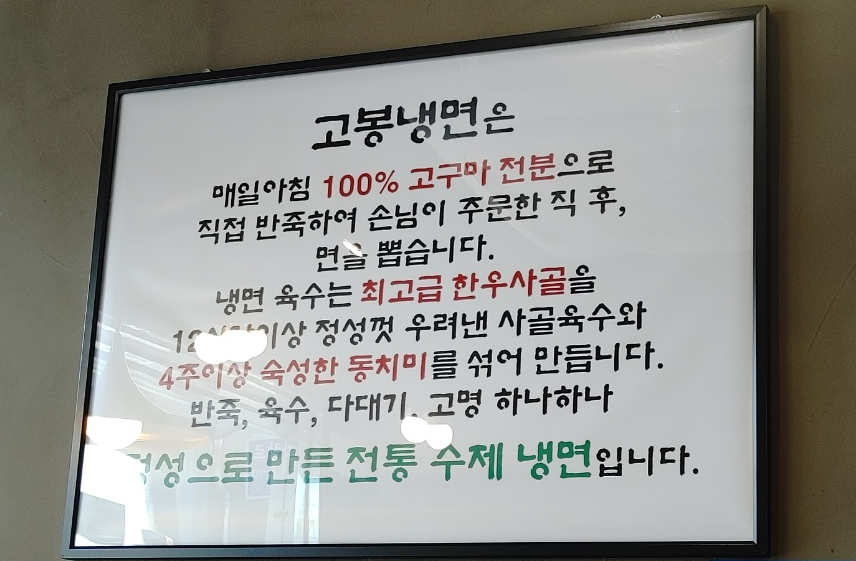 고봉냉면은
매일아침 100% 고구마 전분으로
직접 반죽하여 손님이 주문한 직 후,
면을 뽑습니다.
냉면 육수는 최고급 한우사골을
정성껏 우려낸 사골육수와
4주이상 숙성한 동치미를 섞어 만듭니다.
반죽, 육수, 다대기, 고명 하나하나
정성으로 만든 전통 수제 냉면입니다.